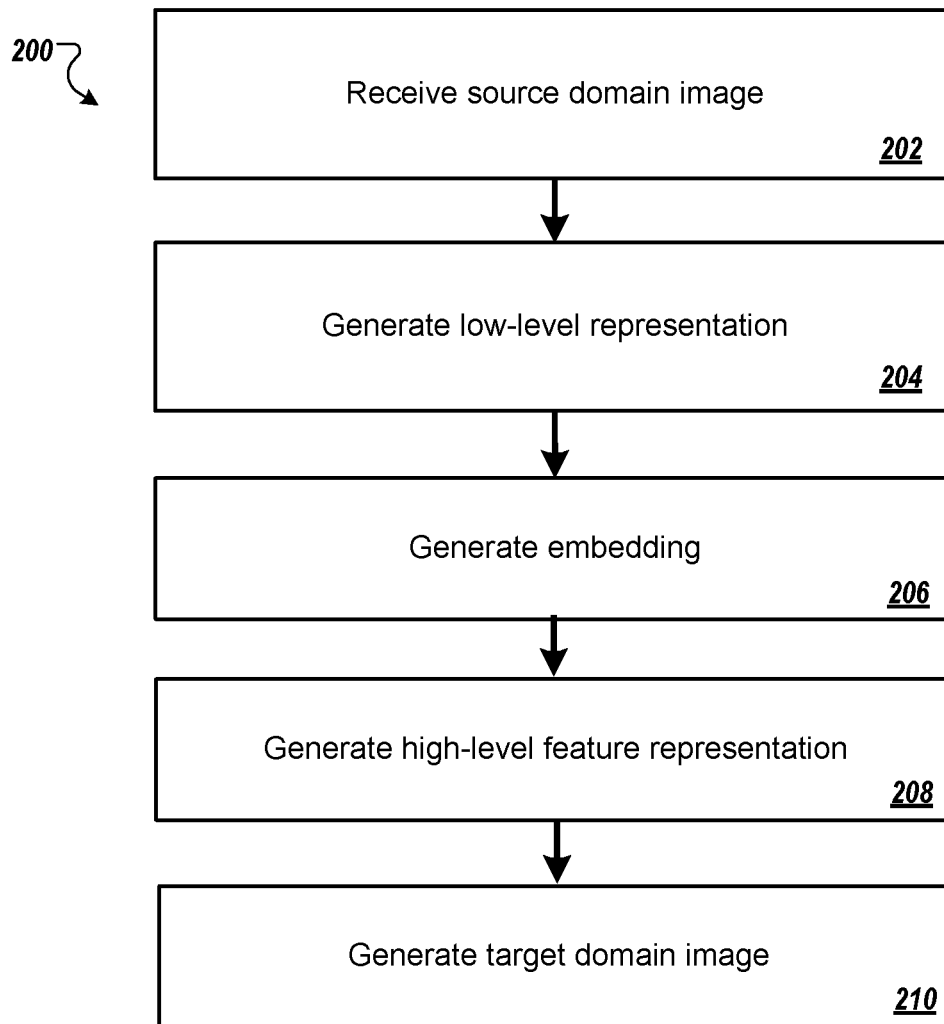 200
Receive source domain image
202
Generate low-level representation
204
Generate embedding
206
Generate high-level feature representation
208
Generate target domain image
210